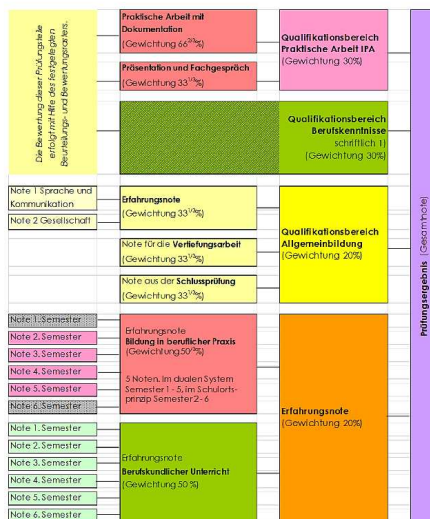 Die Bewertung dieser Prüfungsteile
erfolgt mit Hilfe des festgelegten
Beurteilungs- und Bewertungsrasters.
Praktische Arbeit mit
Dokumentation
(Gewichtung 66²/³%)
Präsentation und Fachgespräch
(Gewichtung 33¹/³%)
Qualifikationsbereich
Praktische Arbeit IPA
(Gewichtung 30%)
Qualifikationsbereich
Berufskenntnisse
schriftlich 1)
(Gewichtung 30%)
Note 1 Sprache und
Kommunikation
Note 2 Gesellschaft
Erfahrungsnote
(Gewichtung 33¹/³%)
Note für die Vertiefungsarbeit
(Gewichtung 33¹/³%)
Note aus der Schlussprüfung
(Gewichtung 33¹/³%)
Qualifikationsbereich
Allgemeinbildung
(Gewichtung 20%)
Note 1. Semester
Note 2. Semester
Note 3. Semester
Note 4. Semester
Note 5. Semester
Note 6. Semester
Erfahrungsnote
Bildung in beruflicher Praxis
(Gewichtung 50%)
5 Noten. Im dualen System
Semester 1 - 5, im Schulorts-
prinzip Semester 2 - 6
Note 1. Semester
Note 2. Semester
Note 3. Semester
Note 4. Semester
Note 5. Semester
Note 6. Semester
Erfahrungsnote
Berufskundlicher Unterricht
(Gewichtung 50 %)
Erfahrungsnote
(Gewichtung 20%)
Prüfungsergebnis (Gesamtnote)